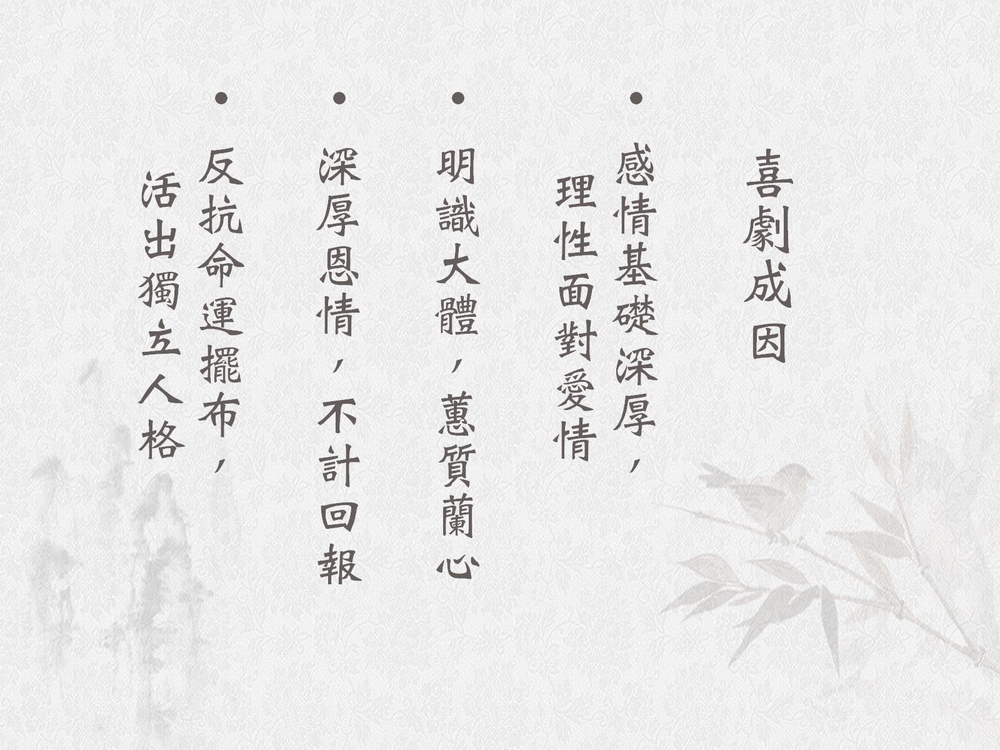 喜劇成因
•感情基礎深厚，
理性面對愛情
•明識大體，蕙質蘭心
•深厚恩情，不計回報
•反抗命運擺布，
活出獨立人格